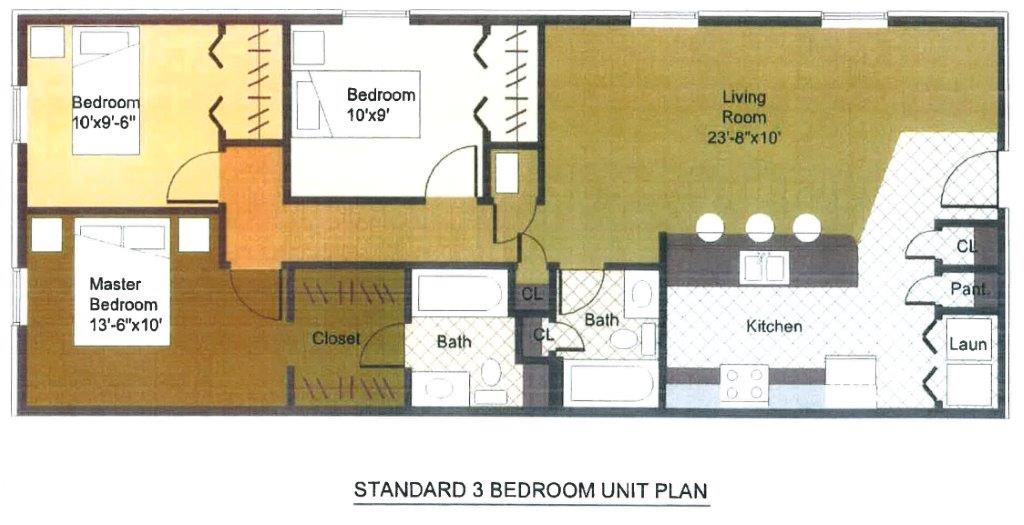 Bedroom
10'x9'-6"
Bedroom
10'x9'
Living
Room
23'-8"x10'
Master
Bedroom
13'-6"x10'
Closet
Bath
CL
CL
Bath
Kitchen
CL
Pant.
Laun
STANDARD 3 BEDROOM UNIT PLAN